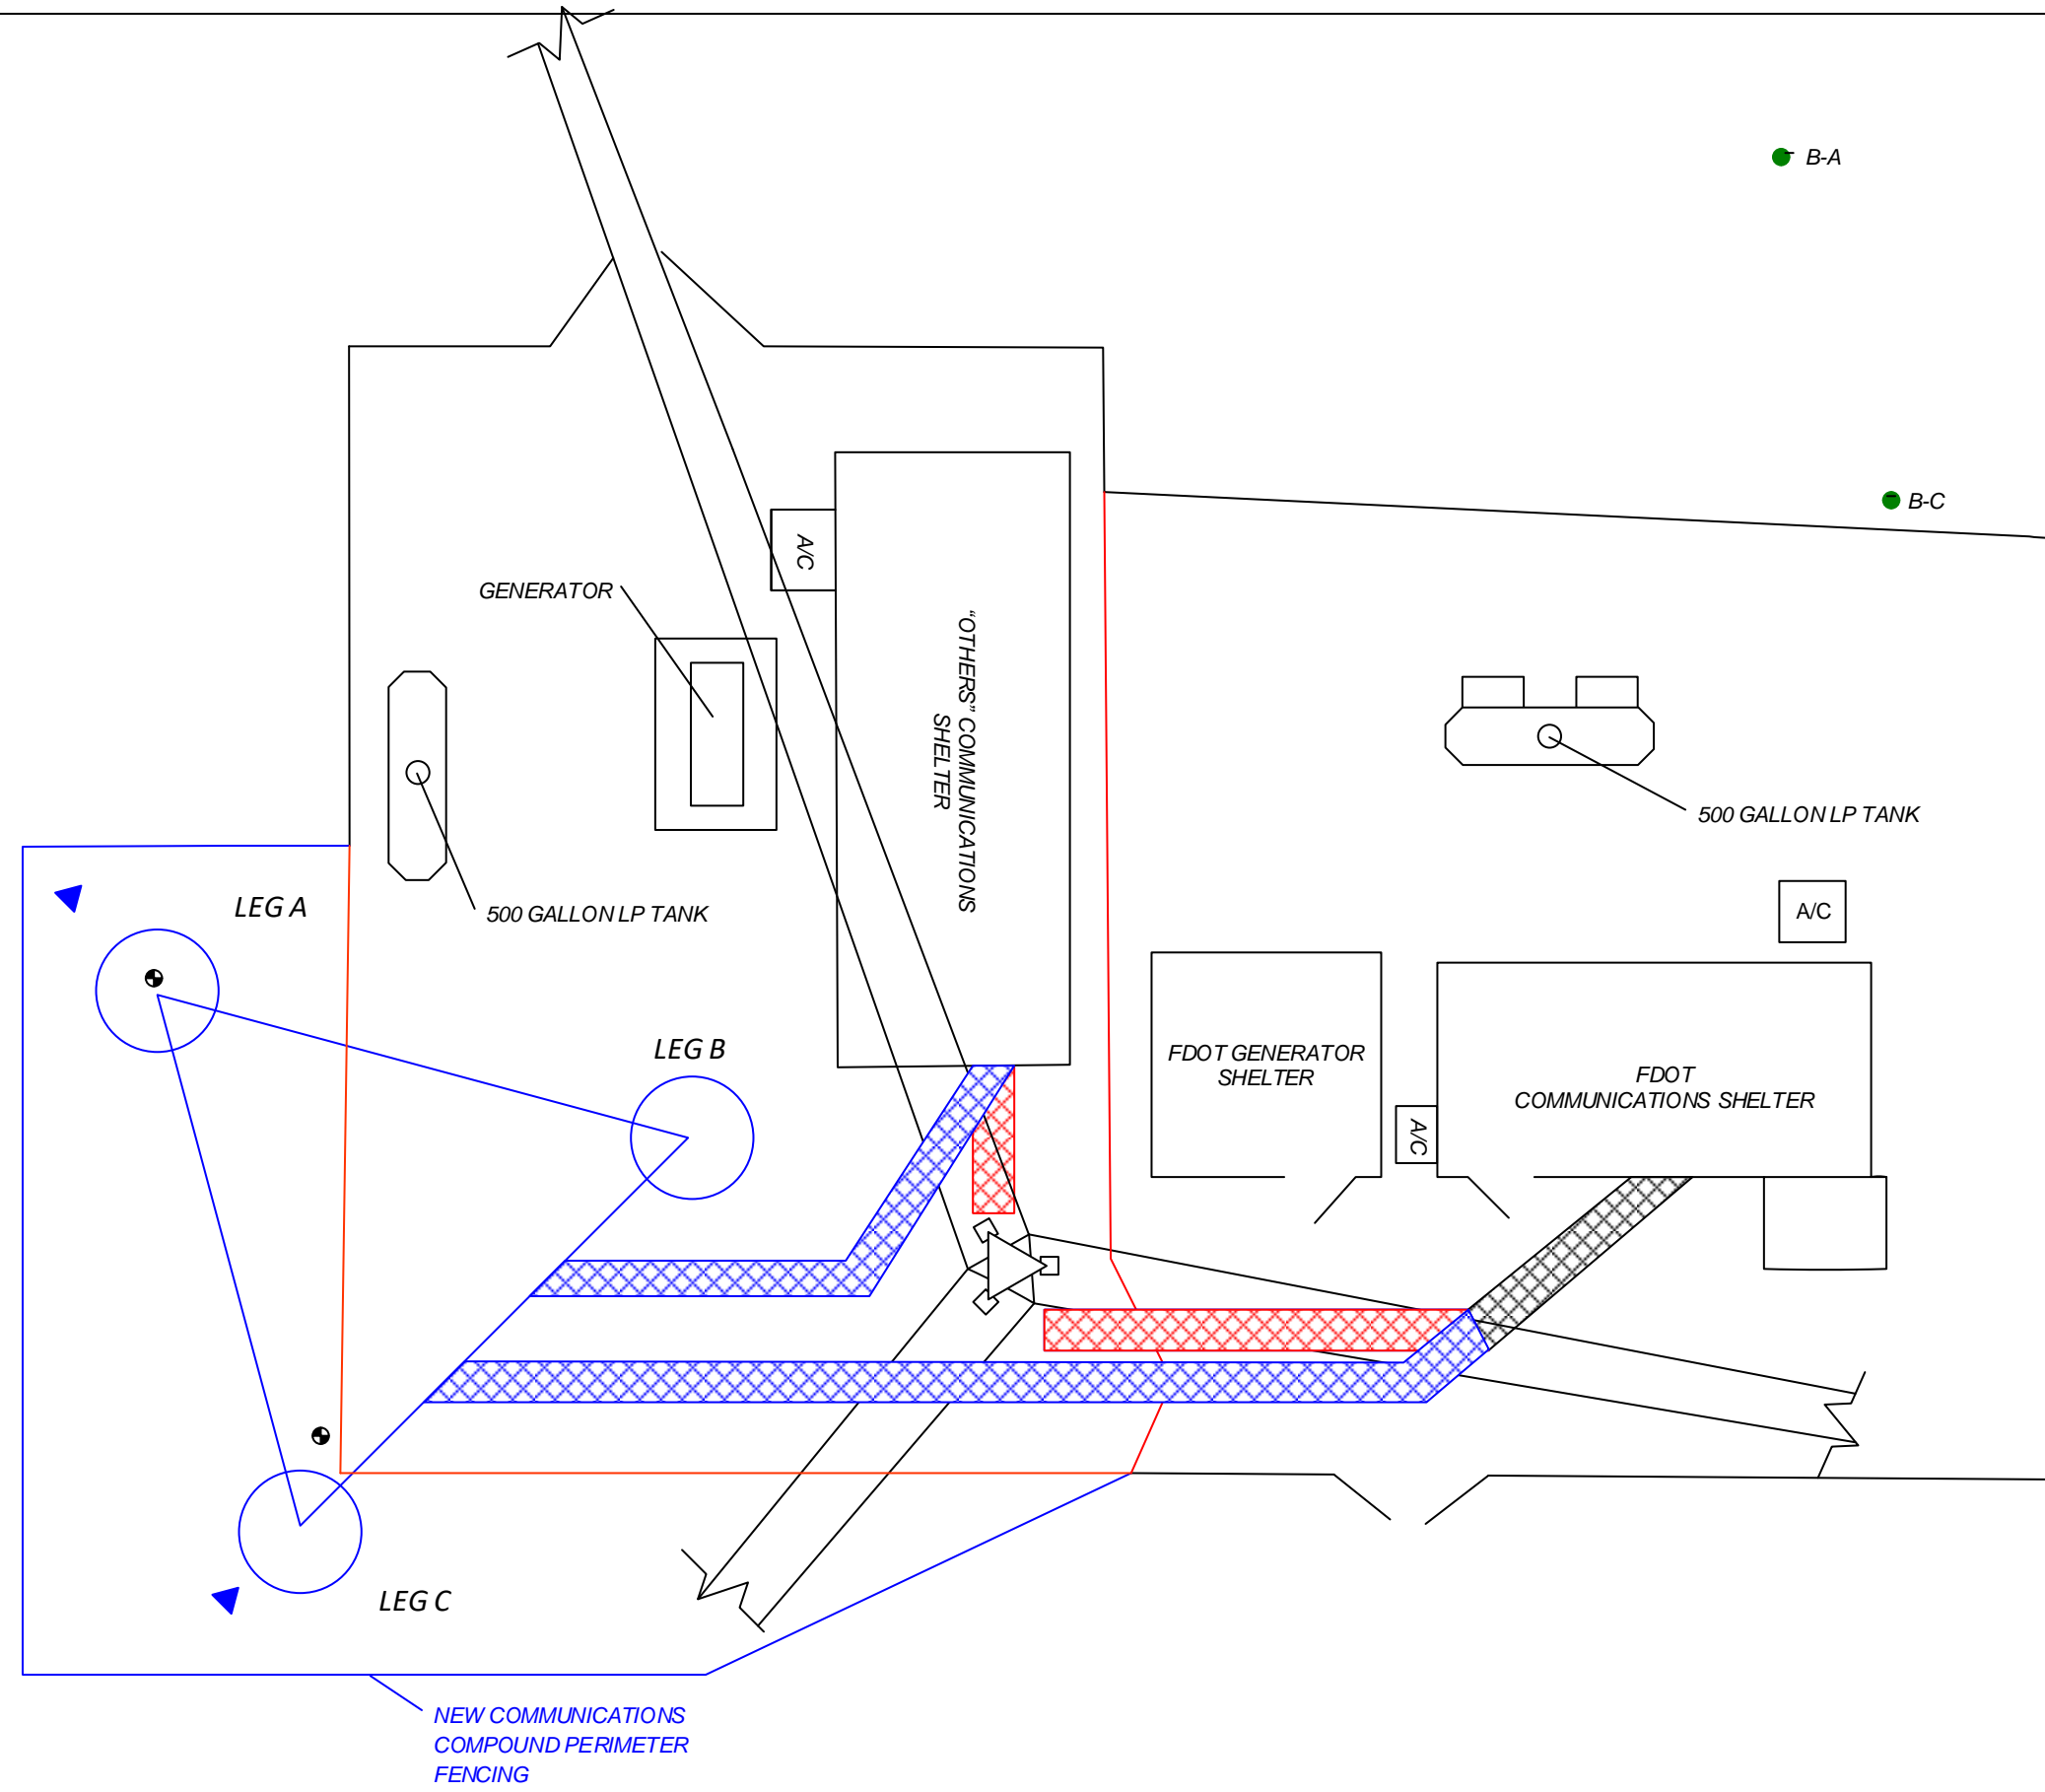 B-A
B-C
A/C
GENERATOR
"OTHERS" COMMUNICATIONS
SHELTER
500 GALLON LP TANK
A/C
LEG A
500 GALLON LP TANK
LEG B
FDOT GENERATOR
SHELTER
FDOT
COMMUNICATIONS SHELTER
A/C
LEG C
NEW COMMUNICATIONS
COMPOUND PERIMETER
FENCING